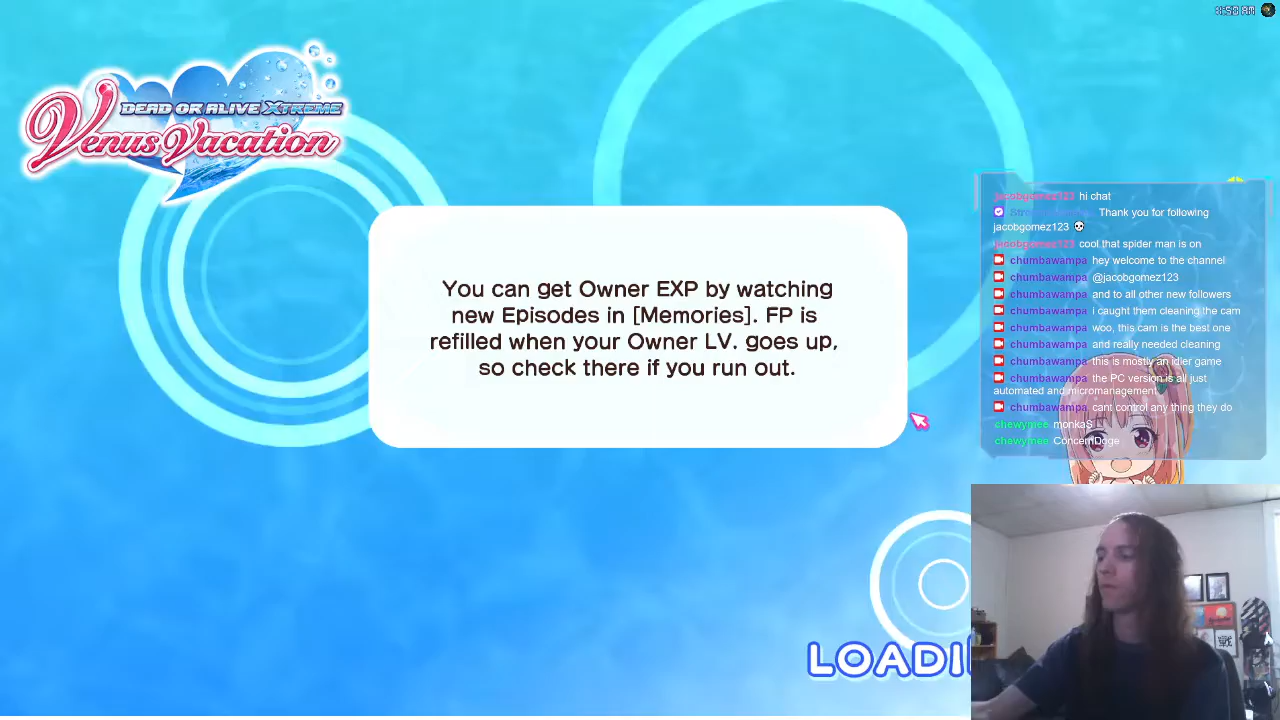 DEAD OR ALIVE XTREME
Venus Vacation
You can get Owner EXP by watching
new Episodes in [Memories]. FP is
refilled when your Owner LV. goes up,
so check there if you run out.
LOADI
jacobgomez123 hi chat
Thank you for following
jacobgomez123
jacobgomez123 cool that spider man is on
chumbawampa hey welcome to the channel
chumbawampa @jacobgomez123
chumbawampa and to all other new followers
chumbawampa i caught them cleaning the cam
chumbawampa woo, this cam is the best one
chumbawampa and really needed cleaning
chumbawampa this is mostly an idler game
chumbawampa the PC version is all just
automated and micromanagement
chumbawampa cant control any thing they do
chewymee monkaS
chewymee ConcernDoge